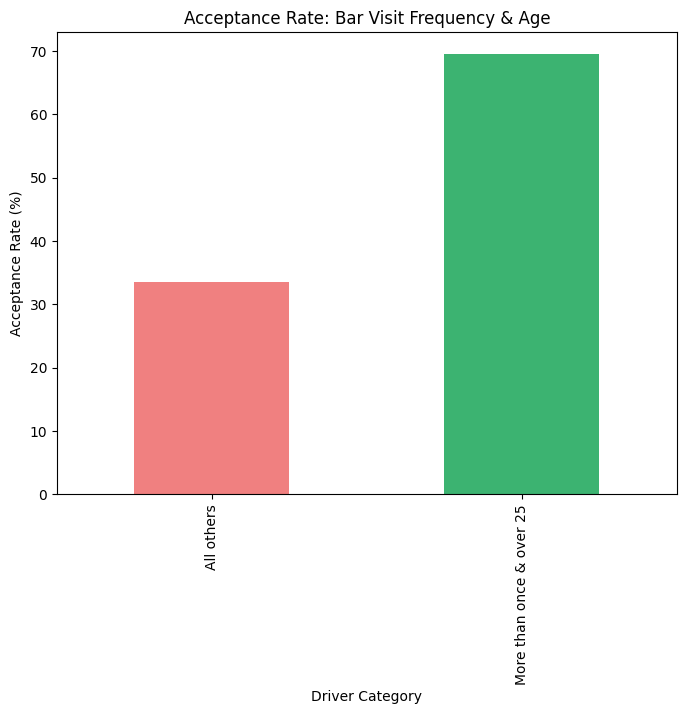 Acceptance Rate: Bar Visit Frequency & Age
Acceptance Rate (%)
70
60
50
40
30
20
10
0
All others
More than once & over 25
Driver Category